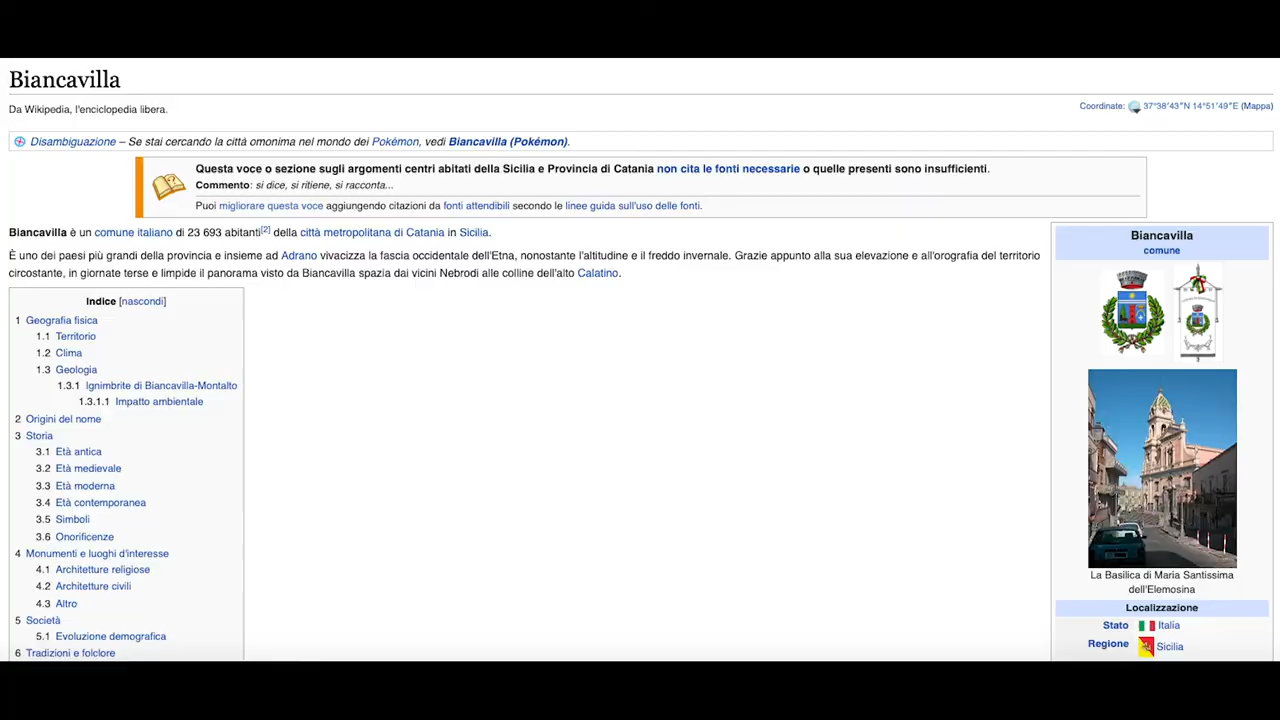 Biancavilla
Da Wikipedia, l'enciclopedia libera.
Coordinate: 37°38′43″N 14°51′49″E (Mappa)
Disambiguazione – Se stai cercando la città omonima nel mondo dei Pokémon, vedi Biancavilla (Pokémon).
Questa voce o sezione sugli argomenti centri abitati della Sicilia e Provincia di Catania non cita le fonti necessarie o quelle presenti sono insufficienti.
Commento: si dice, si ritiene, si racconta...
Puoi migliorare questa voce aggiungendo citazioni da fonti attendibili secondo le linee guida sull'uso delle fonti.
Biancavilla è un comune italiano di 23 693 abitanti[2] della città metropolitana di Catania in Sicilia.
È uno dei paesi più grandi della provincia e insieme ad Adrano vivacizza la fascia occidentale dell'Etna, nonostante l'altitudine e il freddo invernale. Grazie appunto alla sua elevazione e all'orografia del territorio
circostante, in giornate terse e limpide il panorama visto da Biancavilla spazia dai vicini Nebrodi alle colline dell'alto Calatino.
Indice [nascondi]
1 Geografia fisica
1.1 Territorio
1.2 Clima
1.3 Geologia
1.3.1 Ignimbrite di Biancavilla-Montalto
1.3.1.1 Impatto ambientale
2 Origini del nome
3 Storia
3.1 Età antica
3.2 Età medievale
3.3 Età moderna
3.4 Età contemporanea
3.5 Simboli
3.6 Onorificenze
4 Monumenti e luoghi d'interesse
4.1 Architetture religiose
4.2 Architetture civili
4.3 Altro
5 Società
5.1 Evoluzione demografica
6 Tradizioni e folclore
Biancavilla
comune
La Basilica di Maria Santissima
dell'Elemosina
Localizzazione
Stato Italia
Regione Sicilia